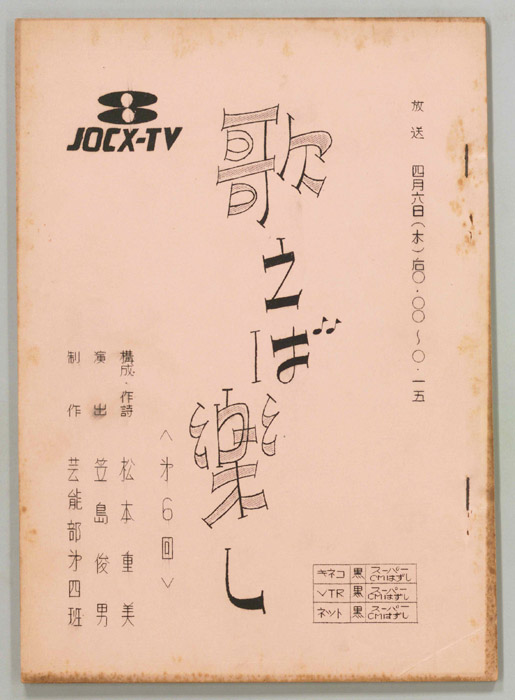 放送 四月六日(木)后〇・〇〇〜〇・一五
歌えば楽し
<第6回>
JOCX-TV
構成・作詩 松本重美
演出 笠島俊男
制作 芸能部第四班
キネコ 黒 スーパー CMはずし
VTR 黒 スーパー CMはずし
ネット 黒 スーパー CMはずし